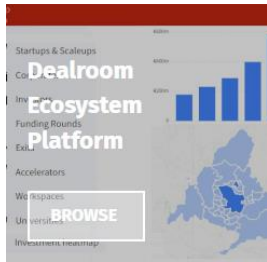 Startups & Scaleups
Dealroom
Ecosystem
Funding Rounds
Platform
Accelerators
Workspaces
BROWSE
Investment Heatmap